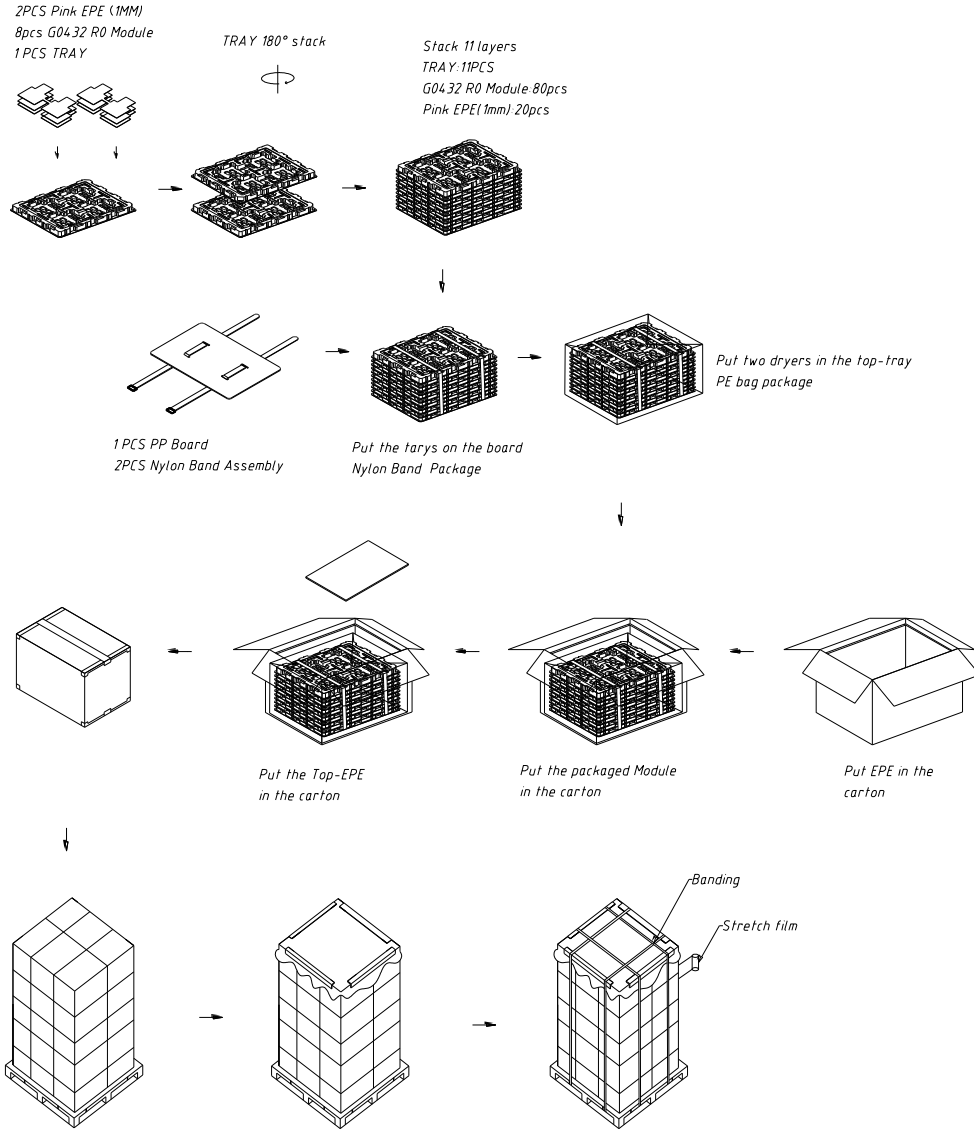 2PCS Pink EPE (1MM)
8pcs G0432 R0 Module
1 PCS TRAY
TRAY 180° stack
Stack 11 layers
TRAY:11PCS
G0432 R0 Module:80pcs
Pink EPE(1mm):20pcs
1 PCS PP Board
2PCS Nylon Band Assembly
Put the tarys on the board
Nylon Band Package
Put two dryers in the top-tray
PE bag package
Put the Top-EPE
in the carton
Put the packaged Module
in the carton
Put EPE in the
carton
Banding
Stretch film